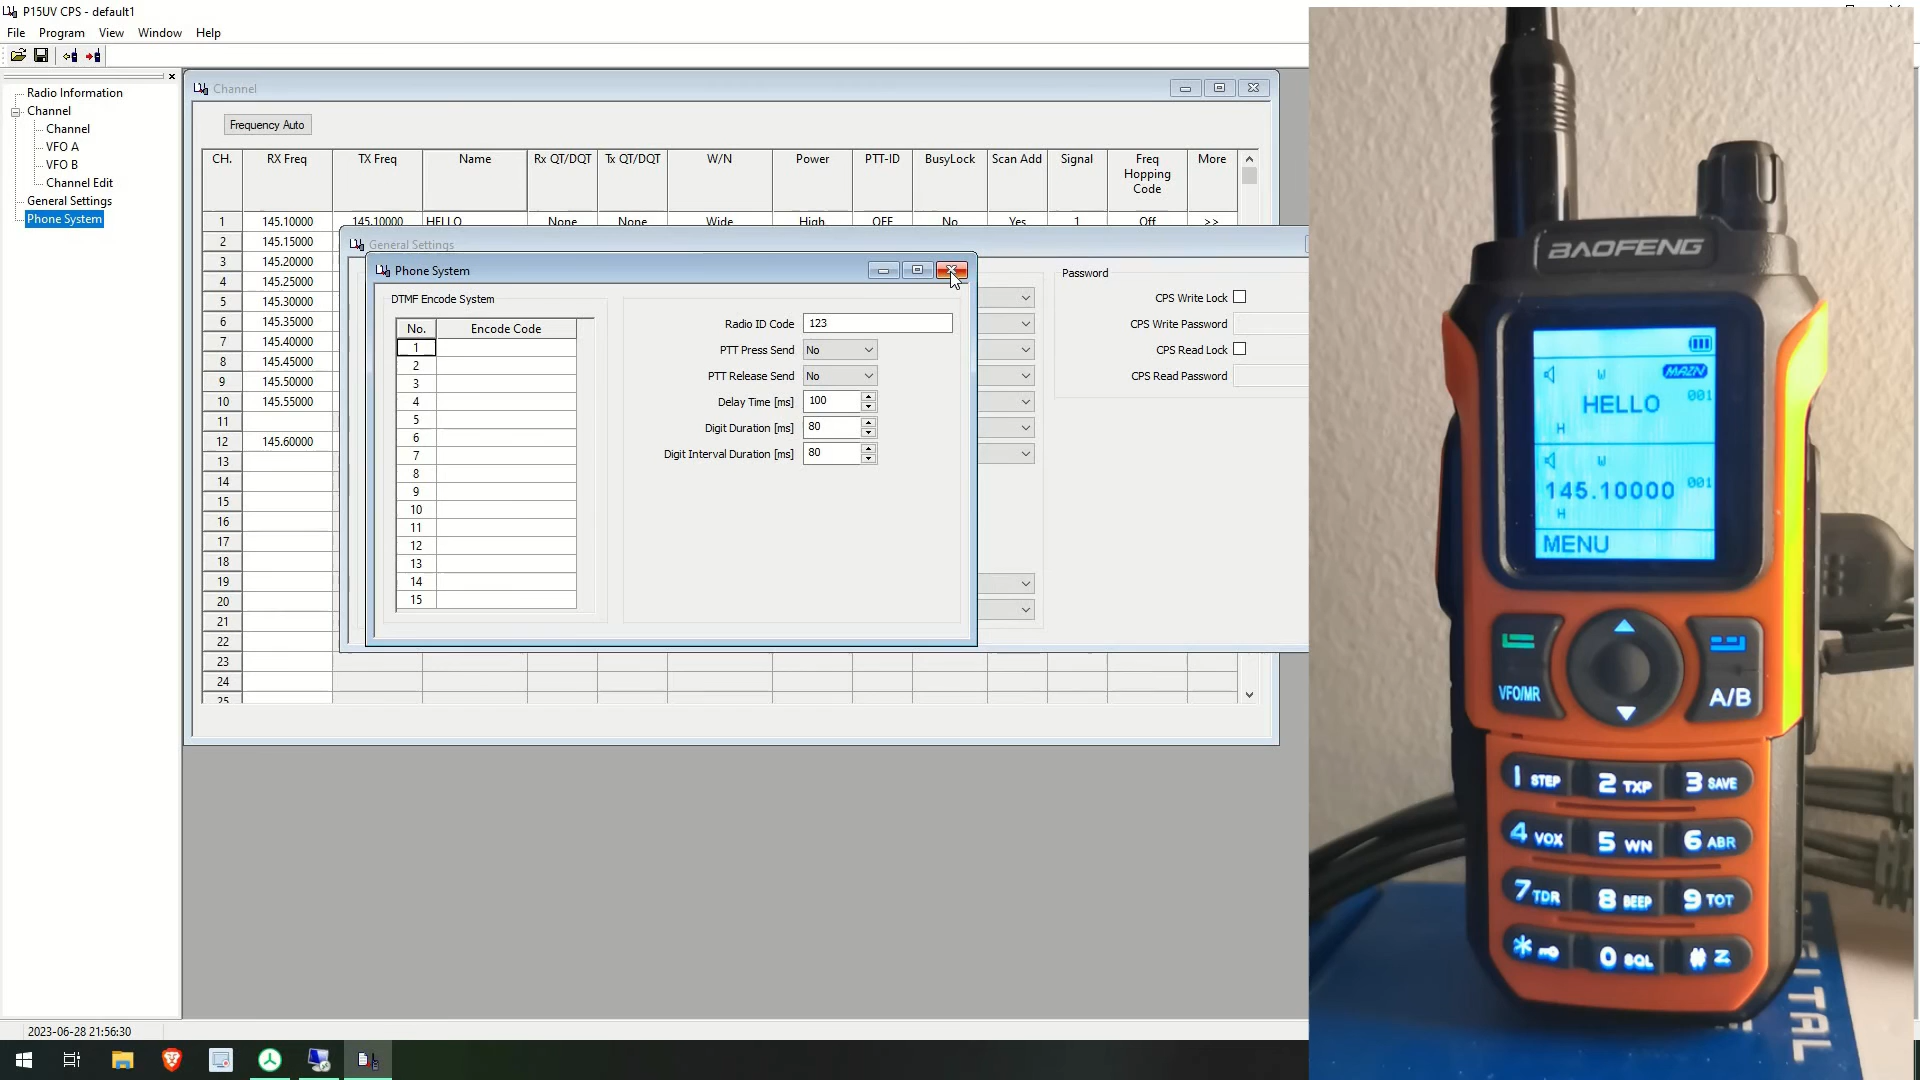 P15UV CPS - default1
File Program View Window Help
Radio Information
Channel
Channel
VFO A
VFO B
Channel Edit
General Settings
Phone System
Channel
Frequency Auto
CH. RX Freq TX Freq Name Rx QT/DQT Tx QT/DQT W/N Power PTT-ID BusyLock Scan Add Signal Freq Hopping Code More
1 145.10000 145.10000 HELLO None None Wide High OFF No Yes 1 Off >>
2 145.15000
3 145.20000
4 145.25000
5 145.30000
6 145.35000
7 145.40000
8 145.45000
9 145.50000
10 145.55000
11
12 145.60000
13
14
15
16
17
18
19
20
21
22
23
24
25
General Settings
Password
CPS Write Lock
CPS Write Password
CPS Read Lock
CPS Read Password
Phone System
DTMF Encode System
No. Encode Code
1
2
3
4
5
6
7
8
9
10
11
12
13
14
15
Radio ID Code 123
PTT Press Send No
PTT Release Send No
Delay Time [ms] 100
Digit Duration [ms] 80
Digit Interval Duration [ms] 80
2023-06-28 21:56:30
BAOFENG
W MAIN
HELLO 001
H
W
145.10000 001
H
MENU
VFO/MR A/B
1 STEP 2 TXP 3 SAVE
4 VOX 5 WN 6 ABR
7 TDR 8 BEEP 9 TOT
* 0 SQL #
ITAL